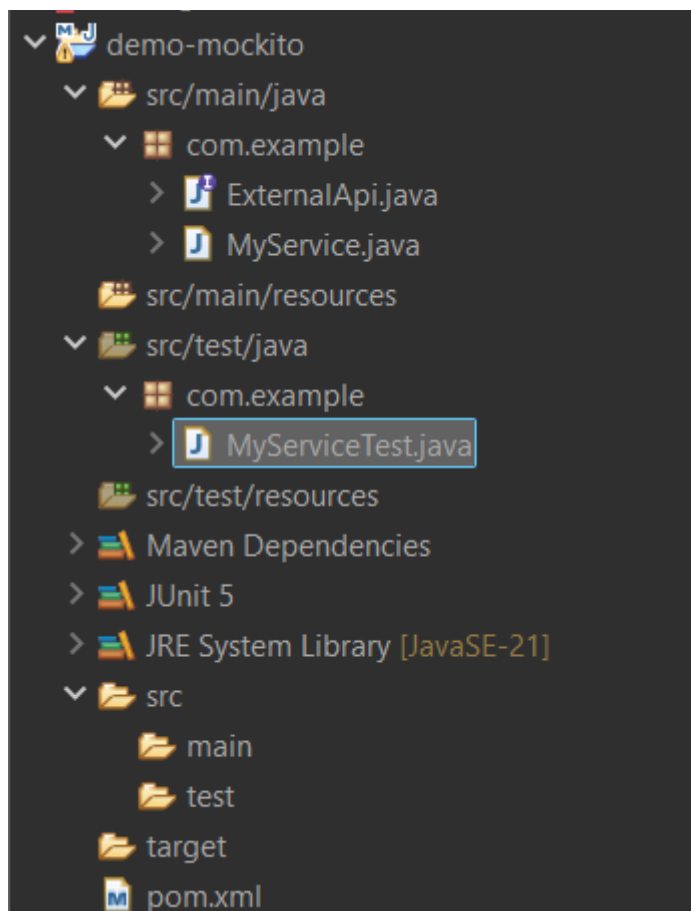 demo-mockito
src/main/java
com.example
ExternalApi.java
MyService.java
src/main/resources
src/test/java
com.example
MyServiceTest.java
src/test/resources
Maven Dependencies
JUnit 5
JRE System Library [JavaSE-21]
src
main
test
target
pom.xml